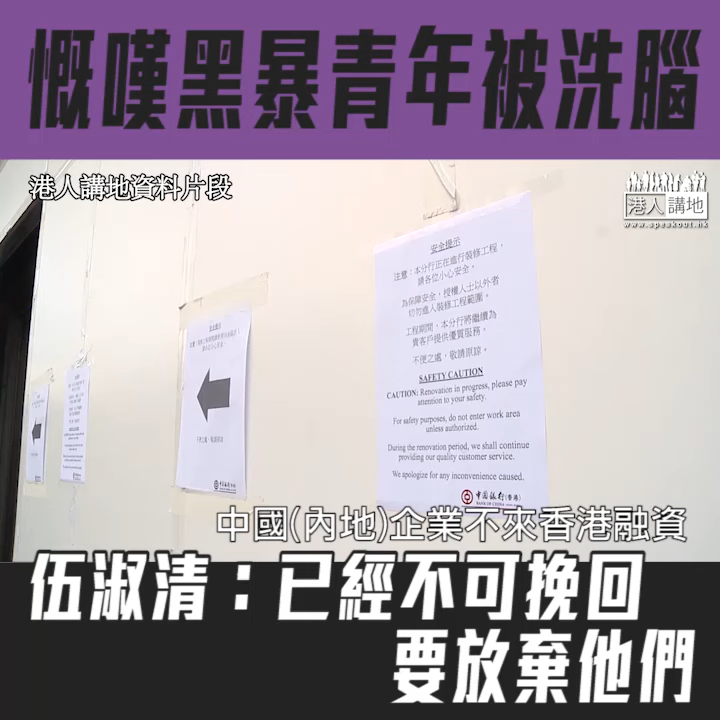 慨嘆黑暴青年被洗腦
港人講地資料片段
港人講地
www.speakout.hk
安全提示
注意:本分行正在進行裝修工程,
請各位小心安全。
為保障安全,授權人士以外者
切勿進入裝修工程範圍。
工程期間,本分行將繼續為
貴客戶提供優質服務。
不便之處,敬請原諒。
SAFETY CAUTION
CAUTION: Renovation in progress, please pay
attention to your safety.
For safety purposes, do not enter work area
unless authorized.
During the renovation period, we shall continue
providing our quality customer service.
We apologize for any inconvenience caused.
中國銀行(香港)
BANK OF CHINA
中國(內地)企業不來香港融資
伍淑清:已經不可挽回
要放棄他們